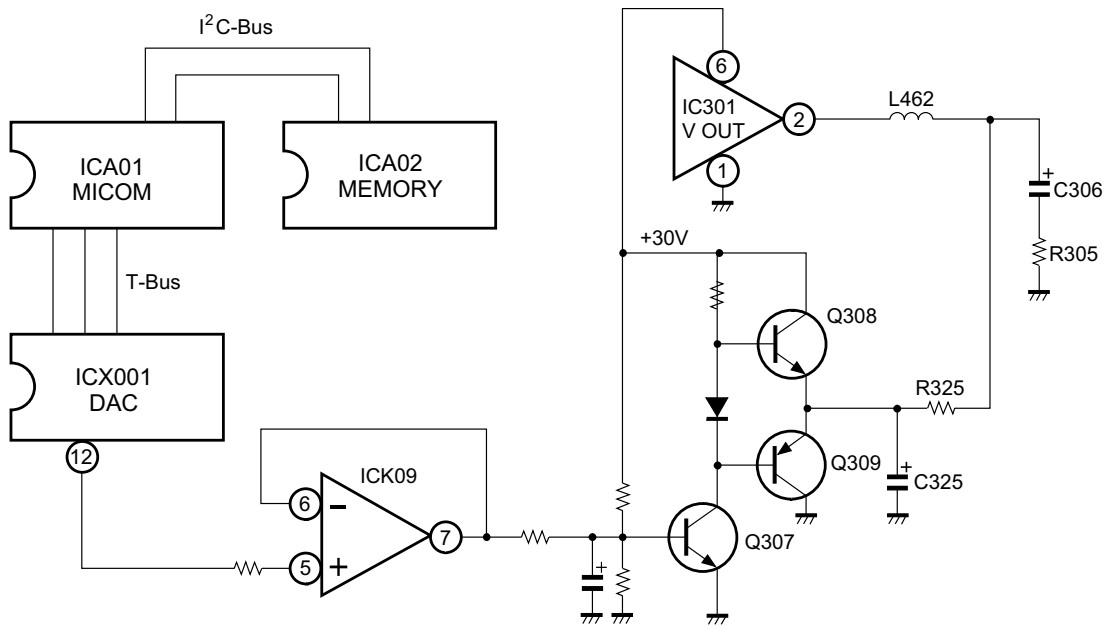 I²C-Bus
6
IC301
V OUT
2
L462
1
ICA01
MICOM
ICA02
MEMORY
+
C306
R305
+30V
T-Bus
Q308
ICX001
DAC
R325
12
ICK09
Q309
+
C325
6
−
7
Q307
5
+
+